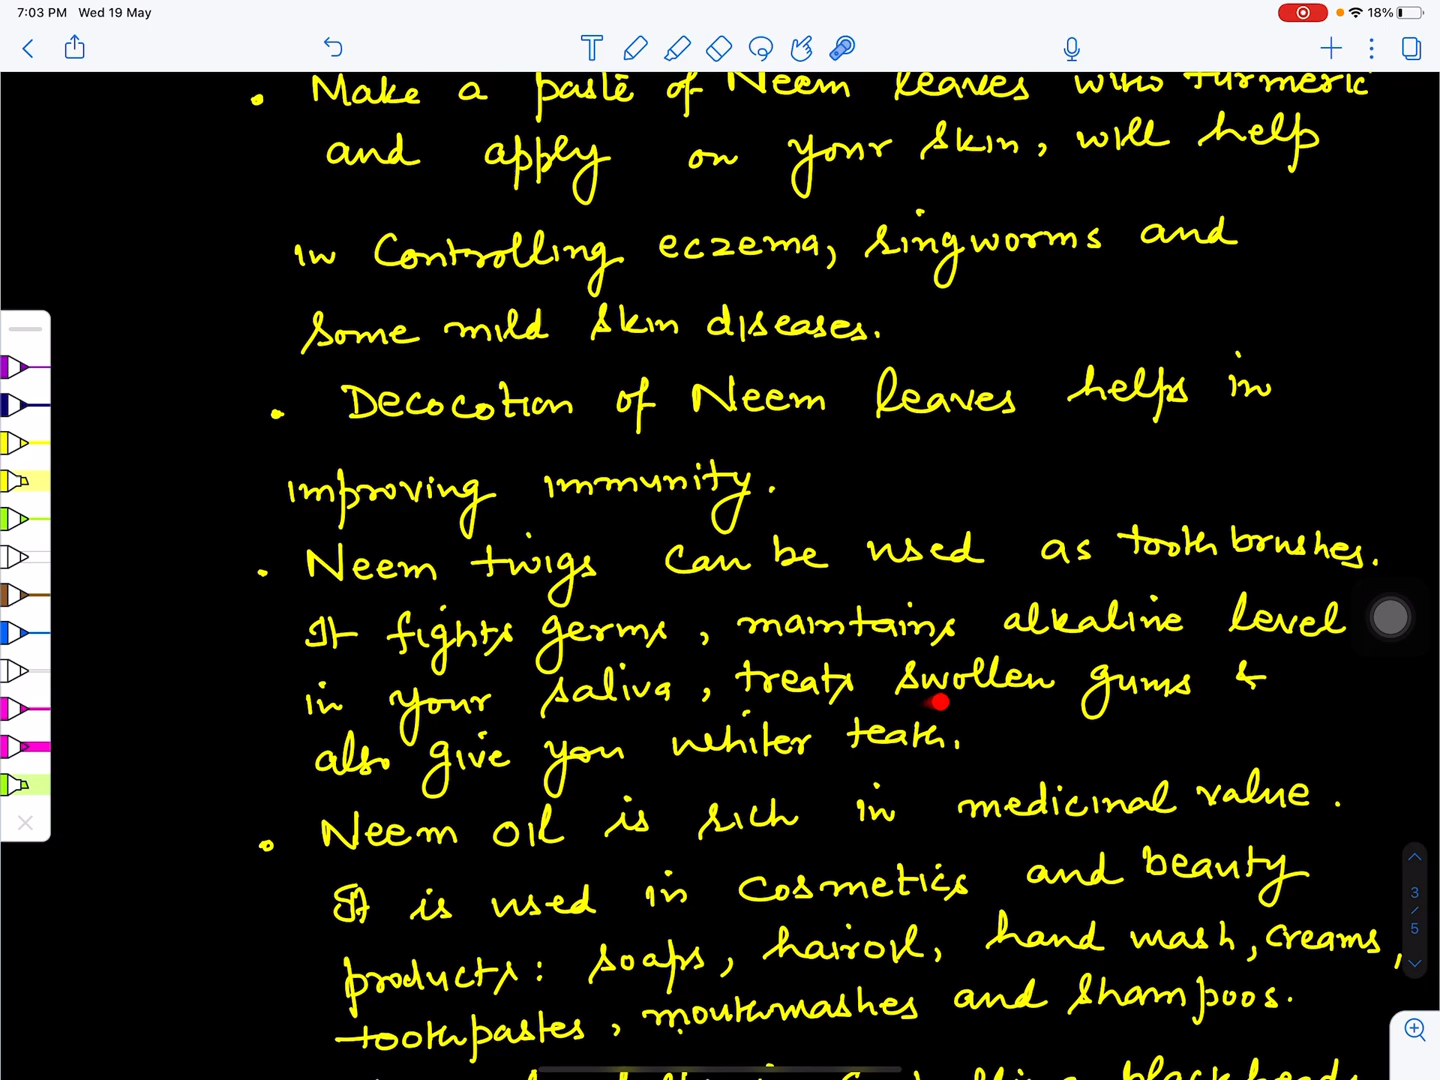 7:03 PM Wed 19 May
18%
. Make a paste of Neem leaves with turmeric
and apply on your skin, will help
in controlling eczema, ringworms and
some mild skin diseases.
. Dececotion of Neem leaves helps in
improving immunity.
. Neem twigs can be used as toothbrushes.
It fights germs, maintains alkaline level
in your saliva, treats swollen gums &
also give you whiter teath.
. Neem oil is rich in medicinal value.
It is used in cosmetics and beauty
products: soaps, hairoil, hand wash, creams,
toothpastes, mouthwashes and shampoos.
blackheads
3
/
5